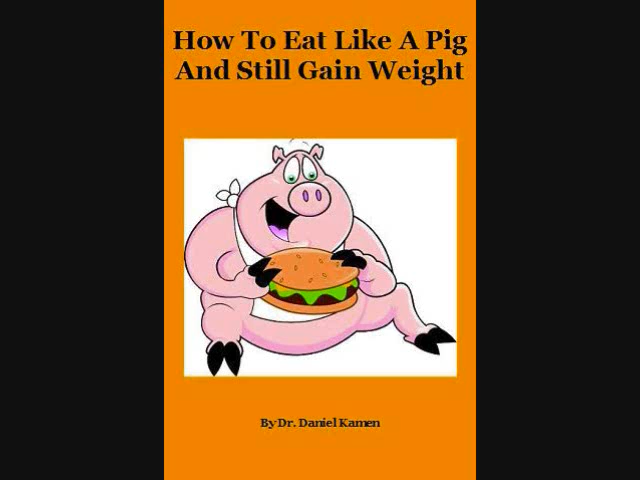 How To Eat Like A Pig
And Still Gain Weight
By Dr. Daniel Kamen